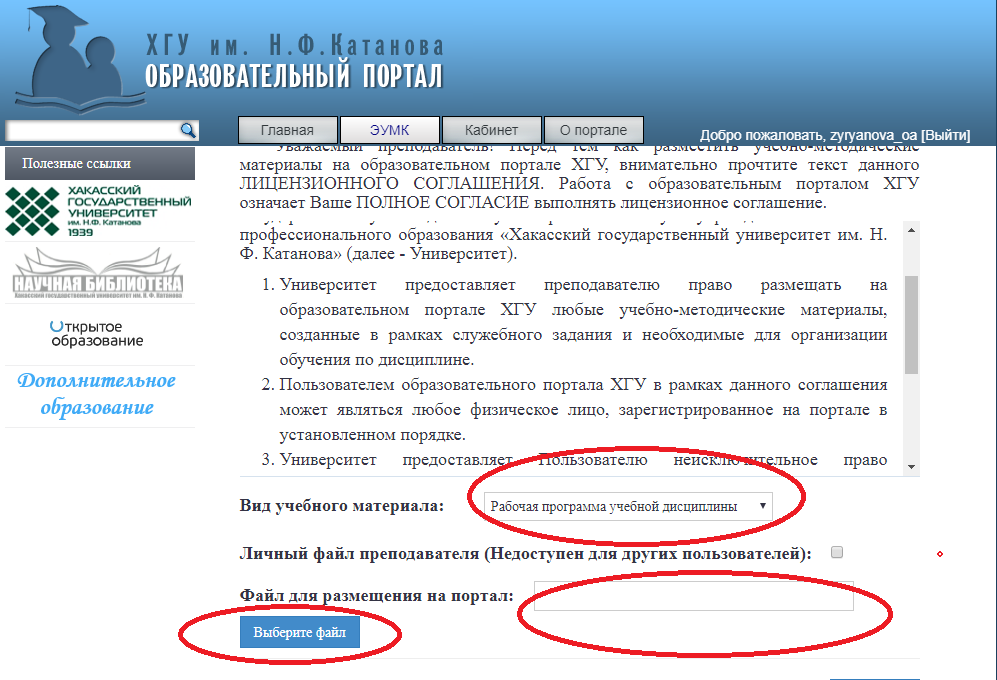 ХГУ им. Н.Ф.Катанова
ОБРАЗОВАТЕЛЬНЫЙ ПОРТАЛ
Главная
ЭУМК
Кабинет
О портале
Добро пожаловать, zyryanova_oa [Выйти]
Полезные ссылки
ХАКАССКИЙ
ГОСУДАРСТВЕННЫЙ
УНИВЕРСИТЕТ
ИМ. Н.Ф. Катанова
1939
НАУЧНАЯ БИБЛИОТЕКА
Хакасский государственный университет им. Н. Ф. Катанова
Открытое
образование
Дополнительное
образование
Уважаемый преподаватель! Перед тем как разместить учебно-методические
материалы на образовательном портале ХГУ, внимательно прочтите текст данного
ЛИЦЕНЗИОННОГО СОГЛАШЕНИЯ. Работа с образовательным порталом ХГУ
означает Ваше ПОЛНОЕ СОГЛАСИЕ выполнять лицензионное соглашение.
профессионального образования «Хакасский государственный университет им. Н.
Ф. Катанова» (далее - Университет).
1. Университет предоставляет преподавателю право размещать на
образовательном портале ХГУ любые учебно-методические материалы,
созданные в рамках служебного задания и необходимые для организации
обучения по дисциплине.
2. Пользователем образовательного портала ХГУ в рамках данного соглашения
может являться любое физическое лицо, зарегистрированное на портале в
установленном порядке.
3. Университет предоставляет Пользователю неисключительное право
Вид учебного материала:
Рабочая программа учебной дисциплины
Личный файл преподавателя (Недоступен для других пользователей):
Файл для размещения на портал:
Выберите файл